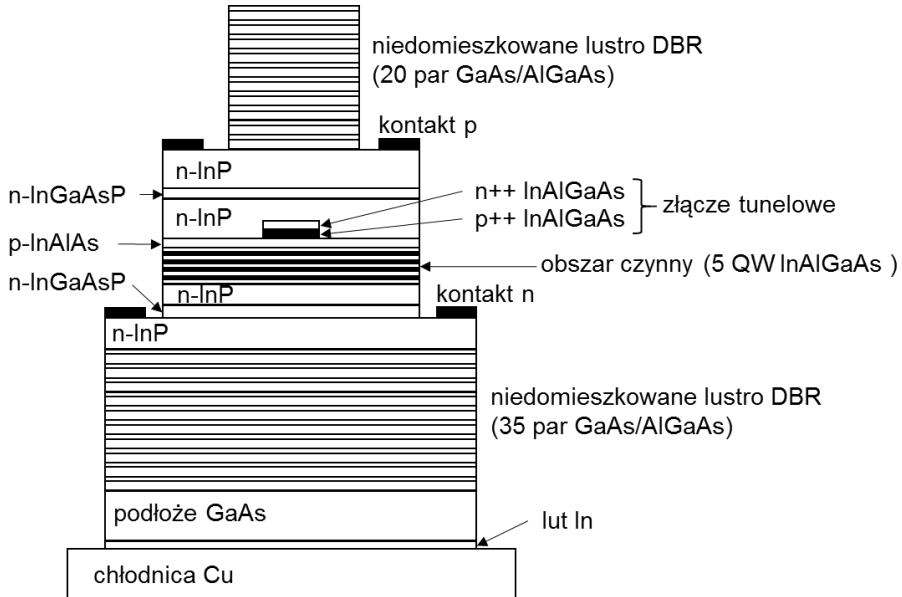 niedomieszkowane lustro DBR
(20 par GaAs/AlGaAs)
kontakt p
n-InP
n-InGaAsP
n++ InAlGaAs
p++ InAlGaAs
złącze tunelowe
n-InP
p-InAlAs
obszar czynny (5 QW InAlGaAs )
n-InGaAsP
n-InP
kontakt n
n-InP
niedomieszkowane lustro DBR
(35 par GaAs/AlGaAs)
podłoże GaAs
lut In
chłodnica Cu